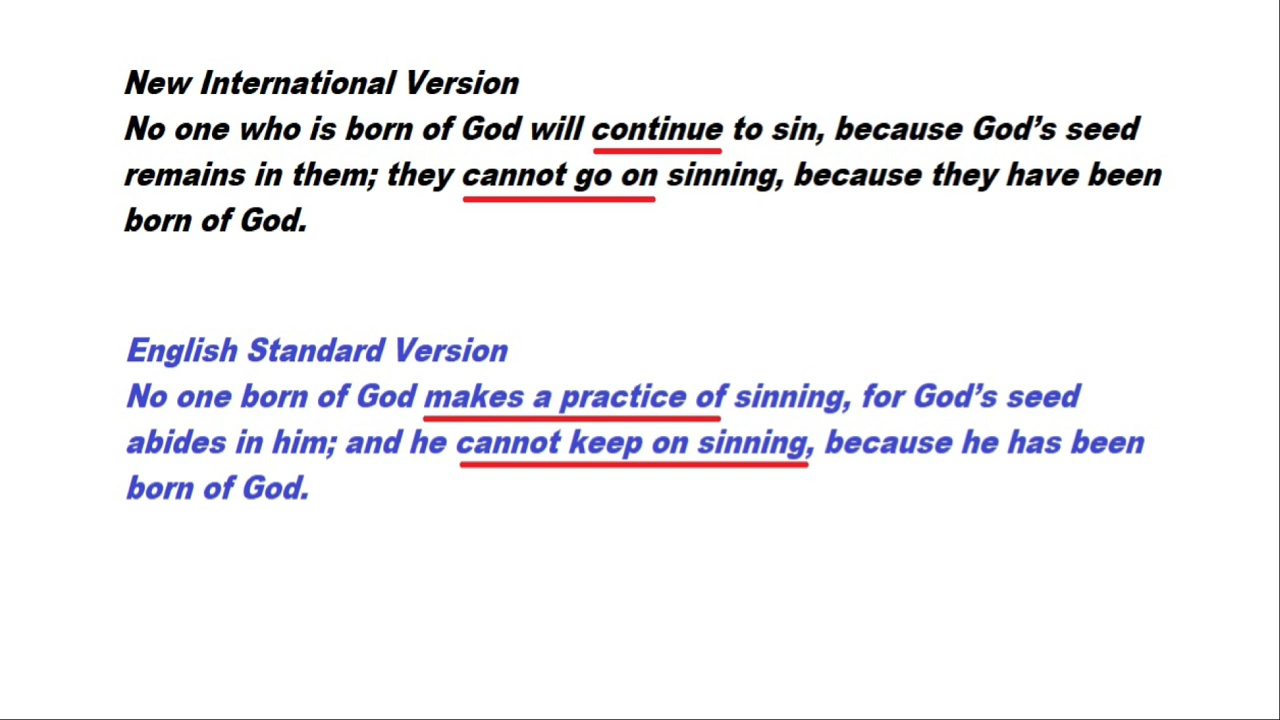 New International Version
No one who is born of God will continue to sin, because God’s seed
remains in them; they cannot go on sinning, because they have been
born of God.
English Standard Version
No one born of God makes a practice of sinning, for God’s seed
abides in him; and he cannot keep on sinning, because he has been
born of God.